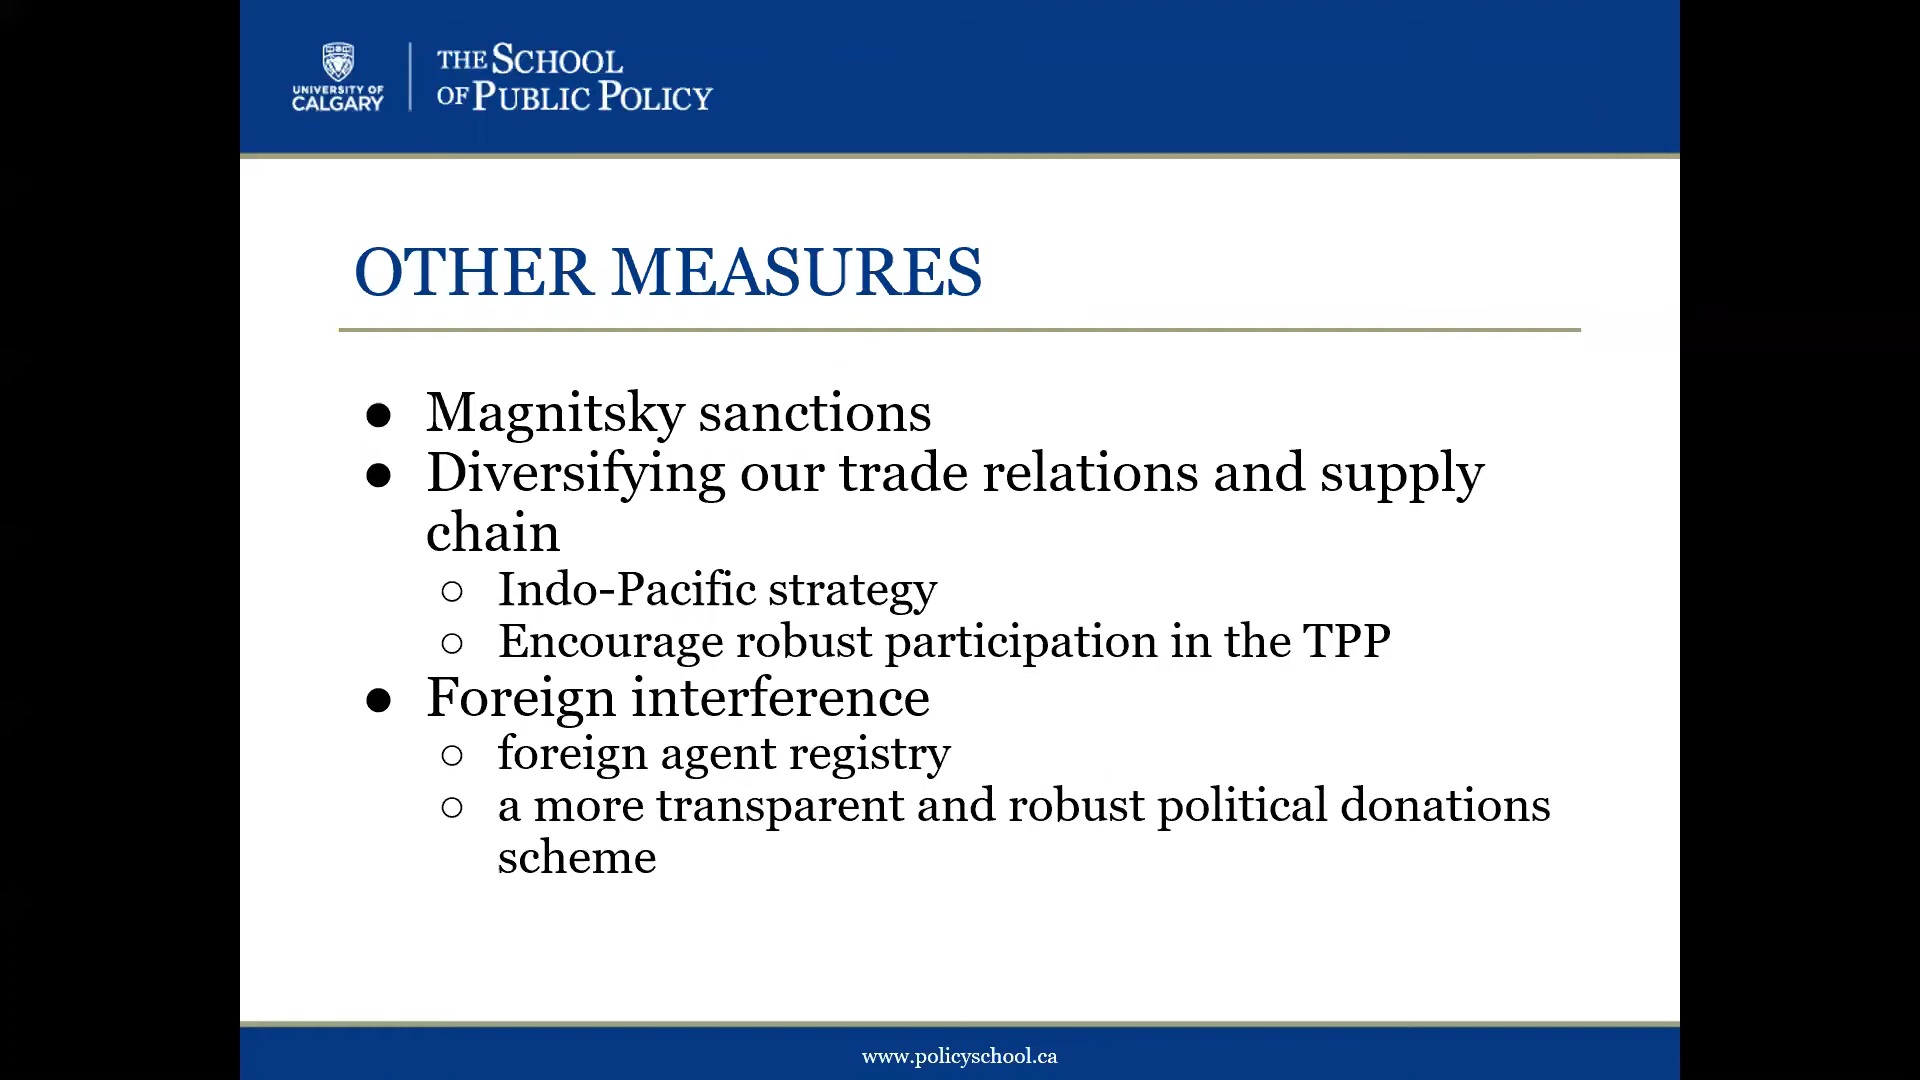 UNIVERSITY OF
CALGARY
THE SCHOOL
OF PUBLIC POLICY
OTHER MEASURES
● Magnitsky sanctions
● Diversifying our trade relations and supply
chain
○ Indo-Pacific strategy
○ Encourage robust participation in the TPP
● Foreign interference
○ foreign agent registry
○ a more transparent and robust political donations
scheme
www.policyschool.ca